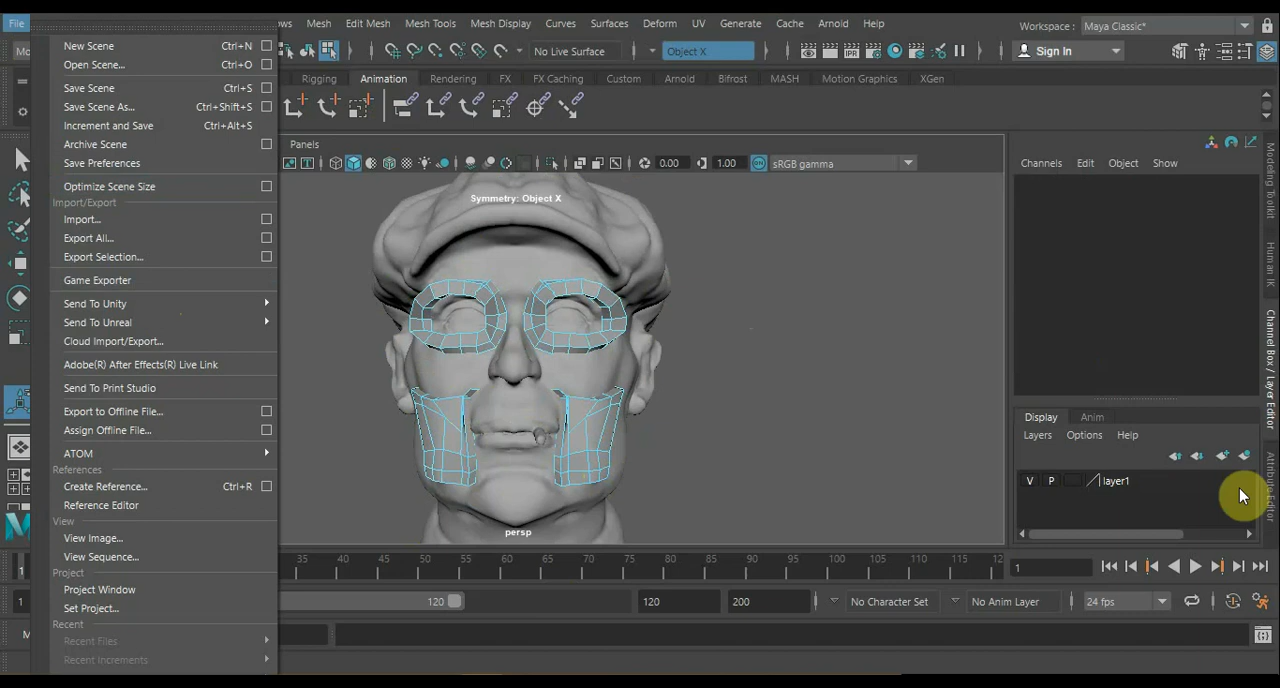 File
ws Mesh Edit Mesh Mesh Tools Mesh Display Curves Surfaces Deform UV Generate Cache Arnold Help
Workspace : Maya Classic*
Mo
No Live Surface
Object X
Sign In
Rigging Animation Rendering FX FX Caching Custom Arnold Bifrost MASH Motion Graphics XGen
New Scene Ctrl+N
Open Scene... Ctrl+O
Save Scene Ctrl+S
Save Scene As... Ctrl+Shift+S
Increment and Save Ctrl+Alt+S
Archive Scene
Save Preferences
Optimize Scene Size
Import/Export
Import...
Export All...
Export Selection...
Game Exporter
Send To Unity
Send To Unreal
Cloud Import/Export...
Adobe(R) After Effects(R) Live Link
Send To Print Studio
Export to Offline File...
Assign Offline File...
ATOM
References
Create Reference... Ctrl+R
Reference Editor
View
View Image...
View Sequence...
Project
Project Window
Set Project...
Recent
Recent Files
Recent Increments
Panels
0.00 1.00 ON sRGB gamma
Symmetry: Object X
persp
Channels Edit Object Show
Display Anim
Layers Options Help
V P layer1
Modeling Toolkit
Human IK
Channel Box / Layer Editor
Attribute Editor
1 35 40 45 50 55 60 65 70 75 80 85 90 95 100 105 110 115 12
1
1 120 120 200 No Character Set No Anim Layer 24 fps
M